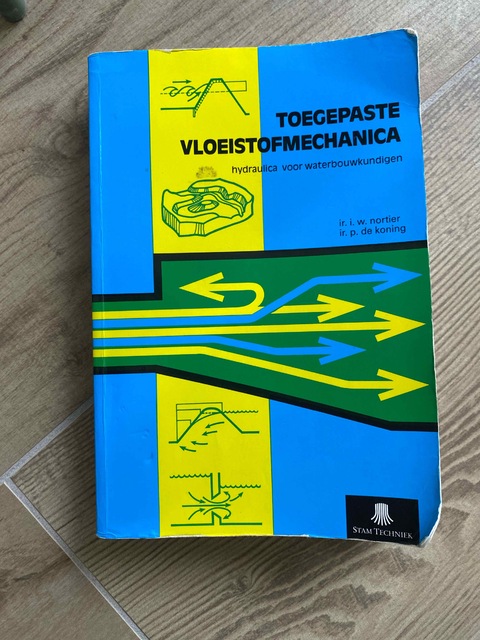 TOEGEPASTE
VLOEISTOFMECHANICA
hydraulica voor waterbouwkundigen
ir. i. w. nortier
ir. p. de koning
STAM TECHNIEK